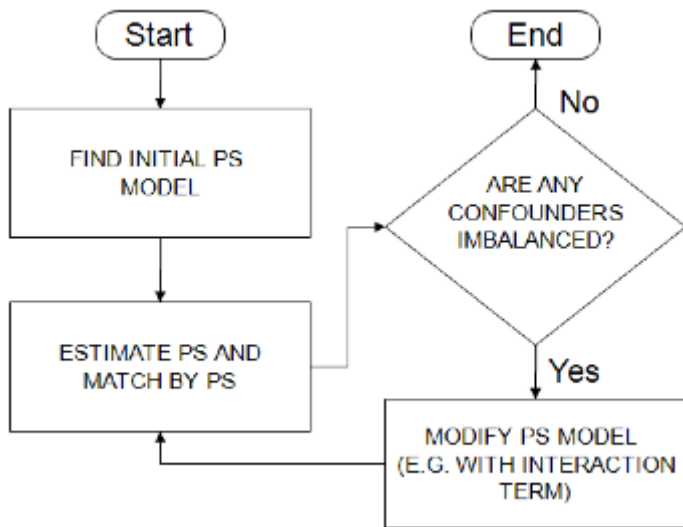 Start
FIND INITIAL PS
MODEL
ESTIMATE PS AND
MATCH BY PS
End
No
ARE ANY
CONFOUNDERS
IMBALANCED?
Yes
MODIFY PS MODEL
(E.G. WITH INTERACTION
TERM)